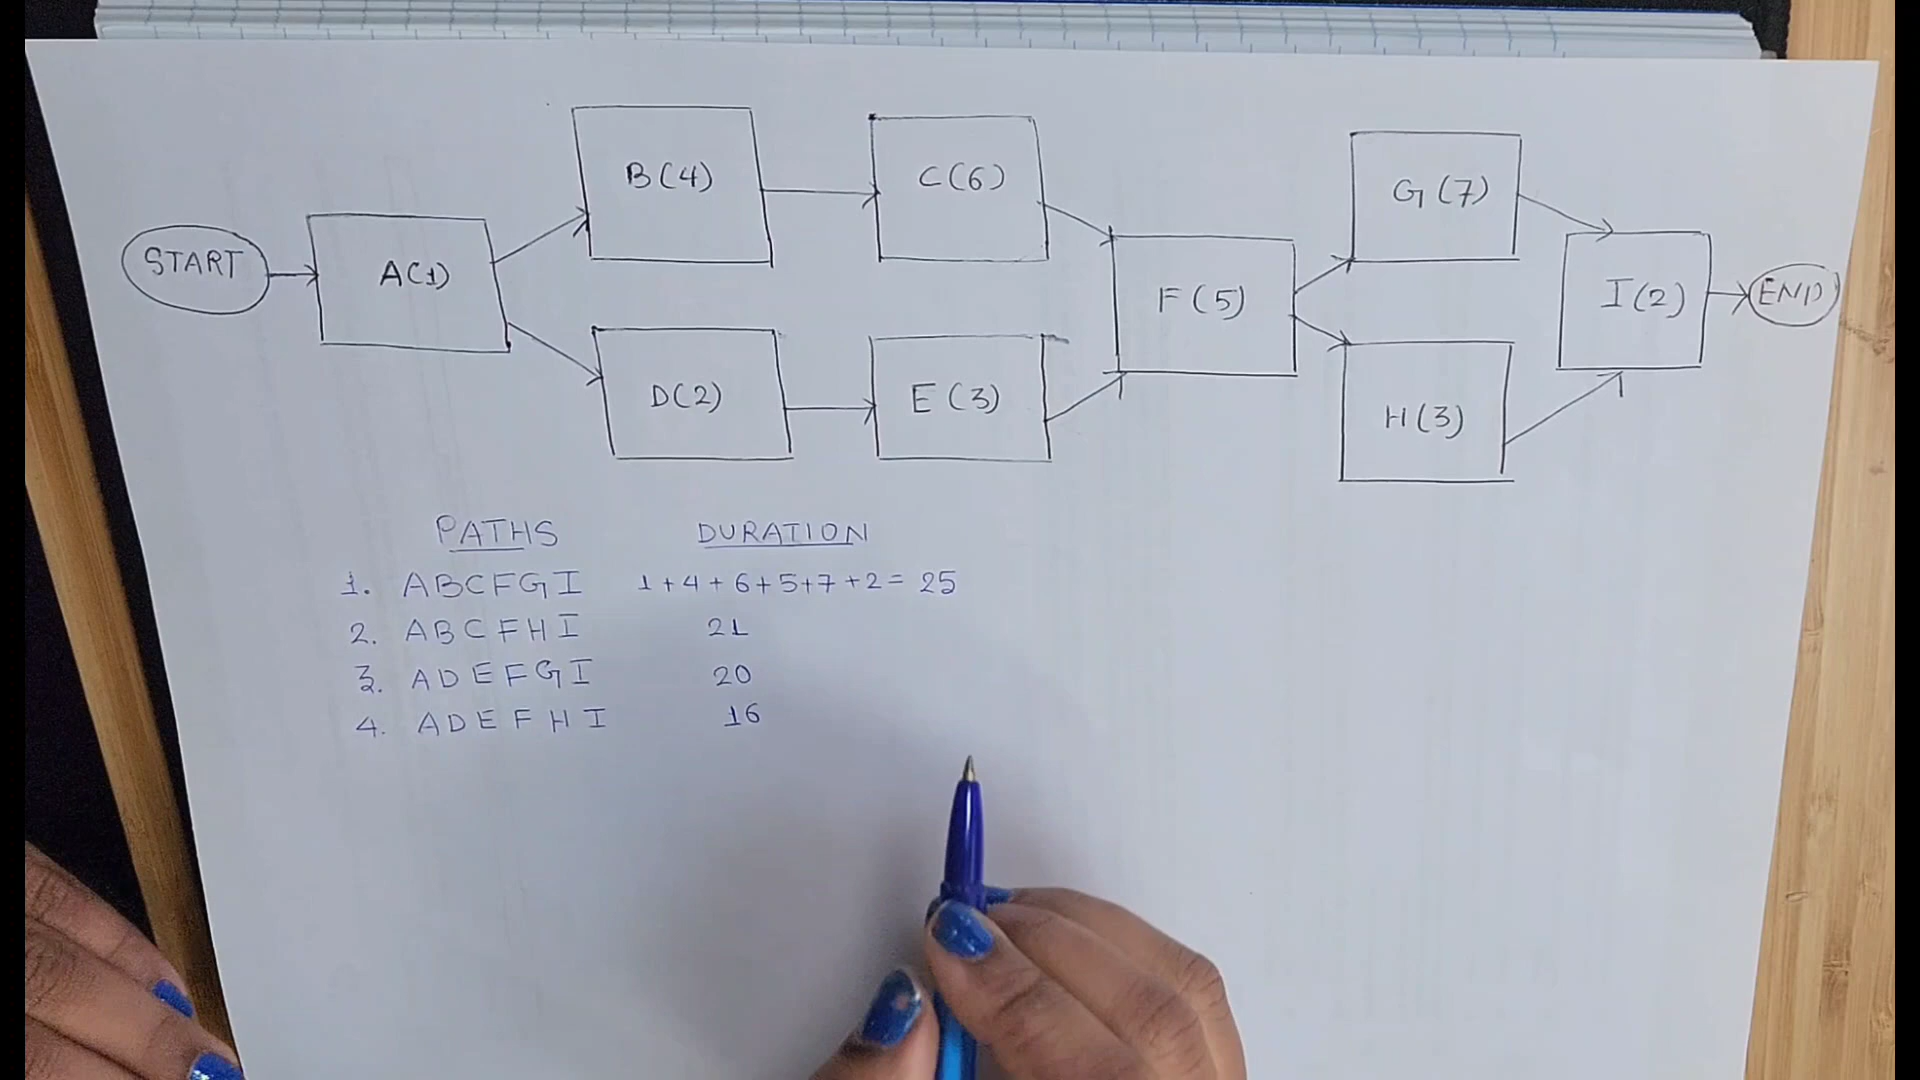 START
A(1)
B(4)
C(6)
D(2)
E(3)
F(5)
G(7)
H(3)
I(2)
END
PATHS DURATION
1. ABCFGI 1+4+6+5+7+2= 25
2. ABCFHI 21
3. ADEFGI 20
4. ADEFHI 16